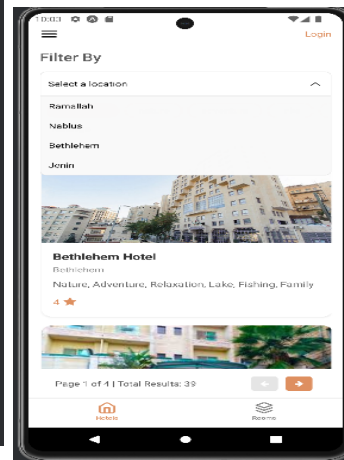 10:03
Login
Filter By
Select a location
Ramallah
Nablus
Bethlehem
Jenin
Bethlehem Hotel
Bethlehem
Nature, Adventure, Relaxation, Lake, Fishing, Family
4
Page 1 of 4 | Total Results: 39
Hotels
Rooms